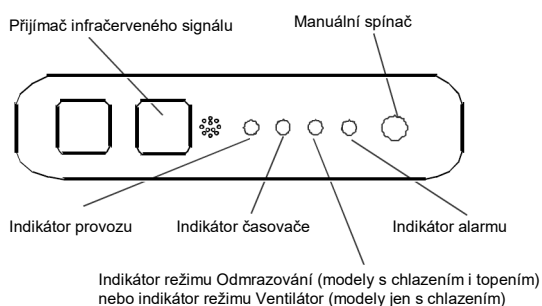 Přijímač infračerveného signálu
Manuální spínač
Indikátor provozu
Indikátor časovače
Indikátor alarmu
Indikátor režimu Odmrazování (modely s chlazením i topením)
nebo indikátor režimu Ventilátor (modely jen s chlazením)